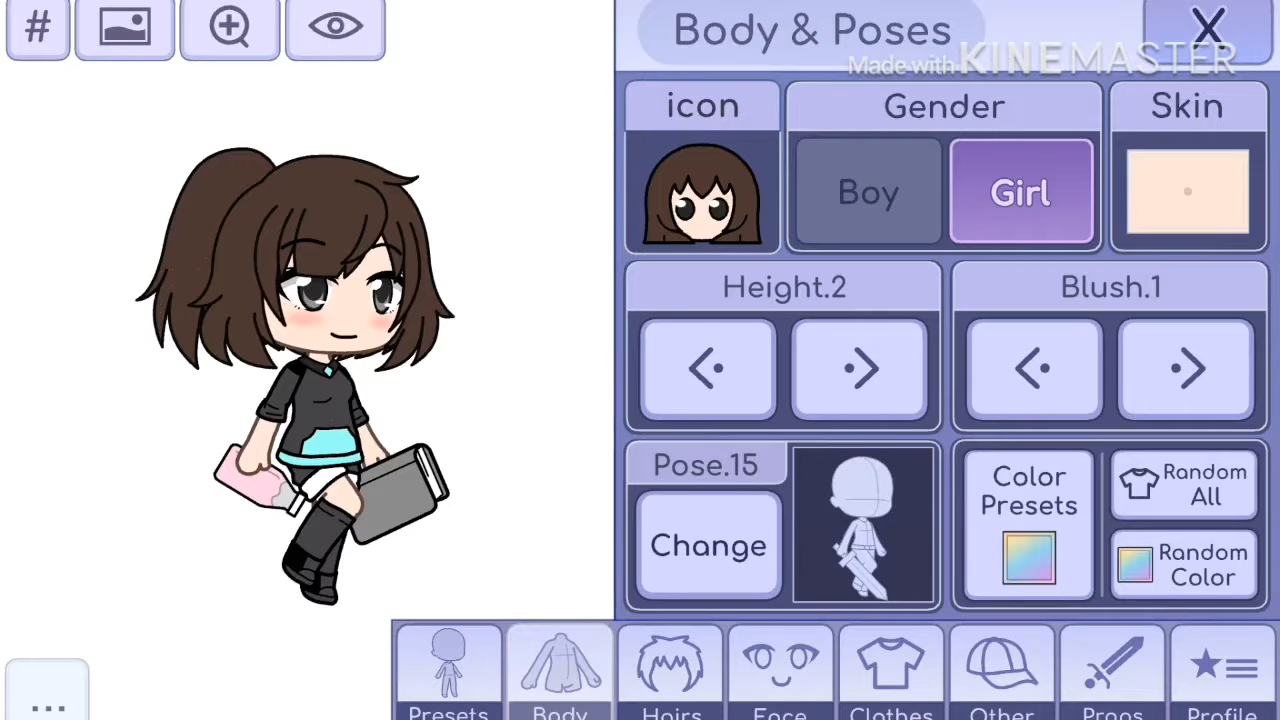 #
Body & Poses
X
Made with KINEMASTER
icon
Gender
Skin
Boy
Girl
Height.2
Blush.1
Pose.15
Change
Color
Presets
Random
All
Random
Color
...
Presets
Body
Hairs
Face
Clothes
Other
Props
Profile